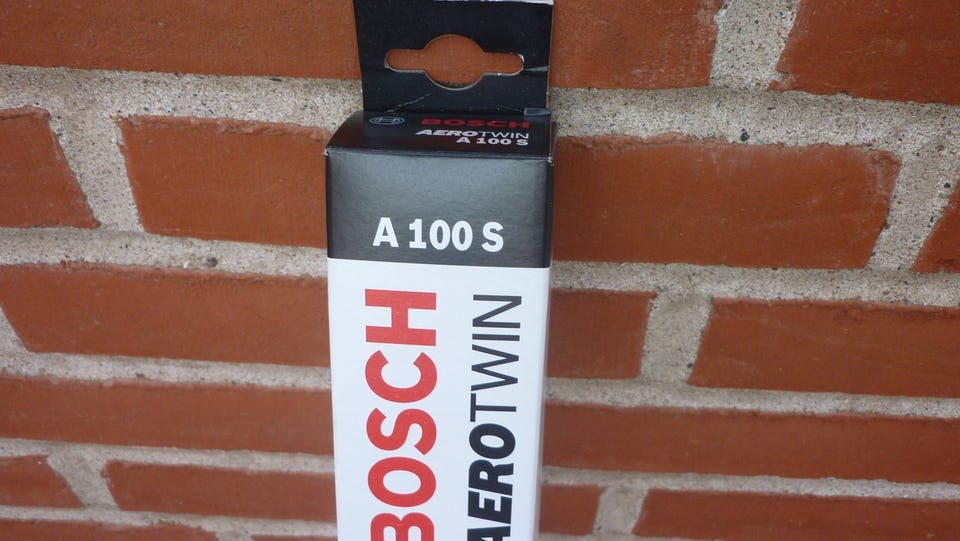 BOSCH
AEROTWIN
A 100 S
A 100 S
BOSCH
AEROTWIN